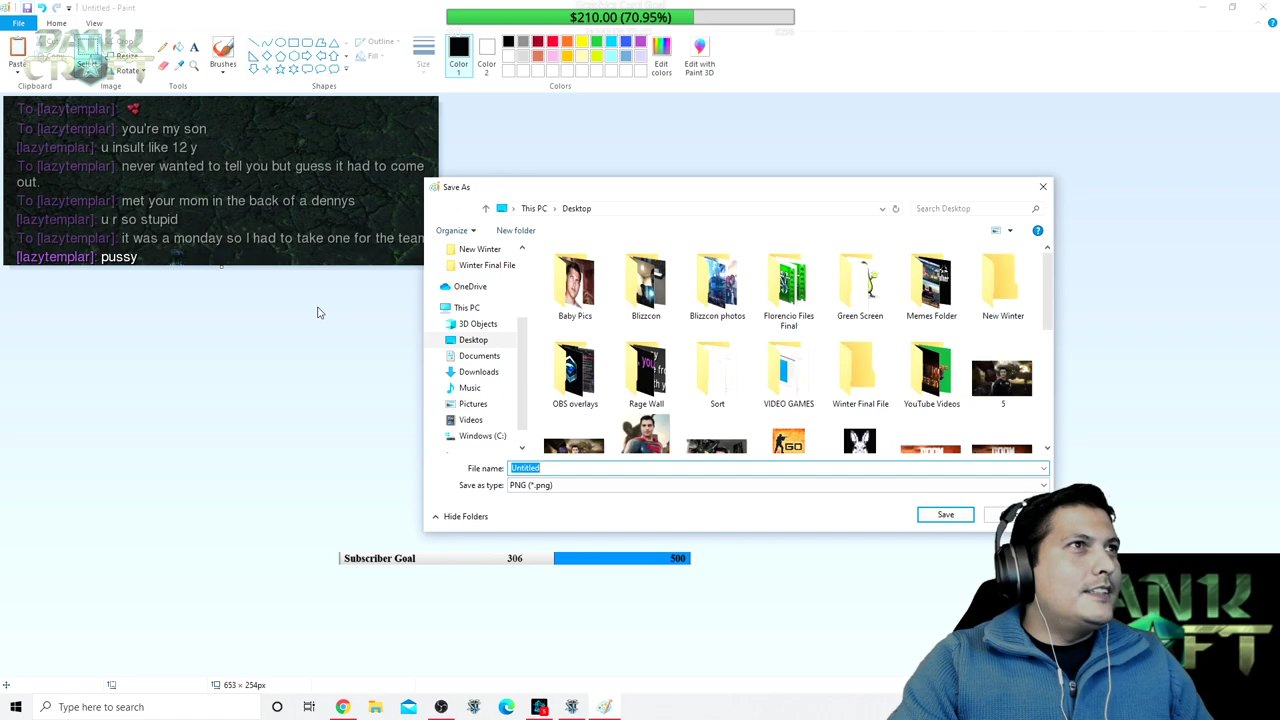 Untitled - Paint
$210.00 (70.95%)
File
Home
View
Paste
Resize
Rotate
Brushes
Outline
Fill
Size
Color 1
Color 2
Edit colors
Edit with Paint 3D
Clipboard
Image
Tools
Shapes
Colors
To [lazytemplar]:
To [lazytemplar]: you're my son
[lazytemplar]: u insult like 12 y
To [lazytemplar]: never wanted to tell you but guess it had to come
out.
To [lazytemplar]: met your mom in the back of a dennys
[lazytemplar]: u r so stupid
To [lazytemplar]: it was a monday so I had to take one for the team
[lazytemplar]: pussy
Save As
This PC > Desktop
Search Desktop
Organize
New folder
New Winter
Winter Final File
OneDrive
This PC
3D Objects
Desktop
Documents
Downloads
Music
Pictures
Videos
Windows (C:)
Baby Pics
Blizzcon
Blizzcon photos
Florencio Files Final
Green Screen
Memes Folder
New Winter
OBS overlays
Rage Wall
Sort
VIDEO GAMES
Winter Final File
YouTube Videos
5
File name: Untitled
Save as type: PNG (*.png)
Hide Folders
Save
Subscriber Goal 306 500
653 × 254px
Type here to search